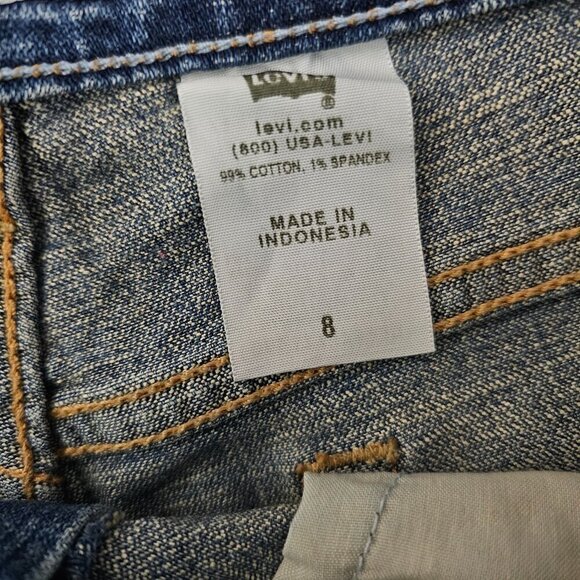 LEVI'S
®
levi.com
(800) USA-LEVI
99% COTTON, 1% SPANDEX
MADE IN
INDONESIA
8